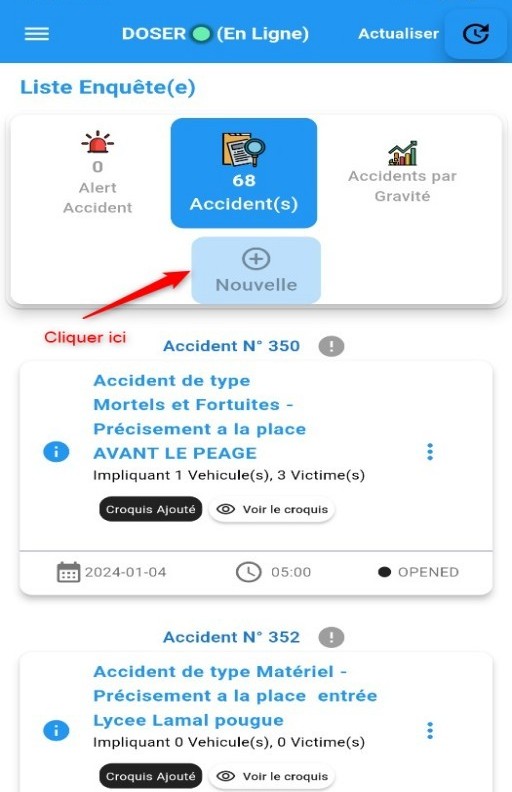 DOSER (En Ligne) Actualiser
Liste Enquête(e)
0
Alert
Accident
68
Accident(s)
Accidents par
Gravité
Nouvelle
Cliquer ici
Accident N° 350
Accident de type
Mortels et Fortuites -
Précisement a la place
AVANT LE PEAGE
Impliquant 1 Vehicule(s), 3 Victime(s)
Croquis Ajouté Voir le croquis
2024-01-04 05:00 OPENED
Accident N° 352
Accident de type Matériel -
Précisement a la place entrée
Lycee Lamal pougue
Impliquant 0 Vehicule(s), 0 Victime(s)
Croquis Ajouté Voir le croquis